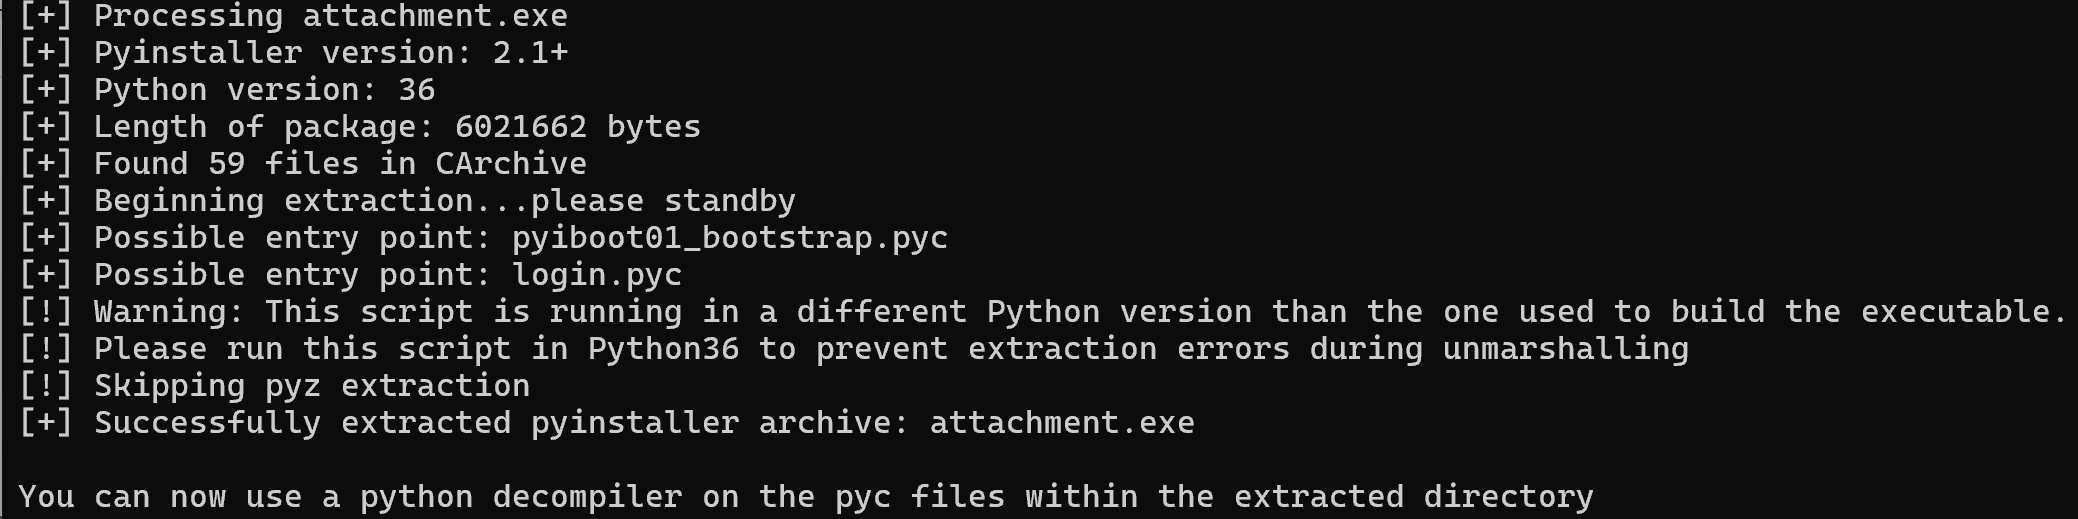 [+] Processing attachment.exe
[+] Pyinstaller version: 2.1+
[+] Python version: 36
[+] Length of package: 6021662 bytes
[+] Found 59 files in CArchive
[+] Beginning extraction...please standby
[+] Possible entry point: pyiboot01_bootstrap.pyc
[+] Possible entry point: login.pyc
[!] Warning: This script is running in a different Python version than the one used to build the executable.
[!] Please run this script in Python36 to prevent extraction errors during unmarshalling
[!] Skipping pyz extraction
[+] Successfully extracted pyinstaller archive: attachment.exe
You can now use a python decompiler on the pyc files within the extracted directory